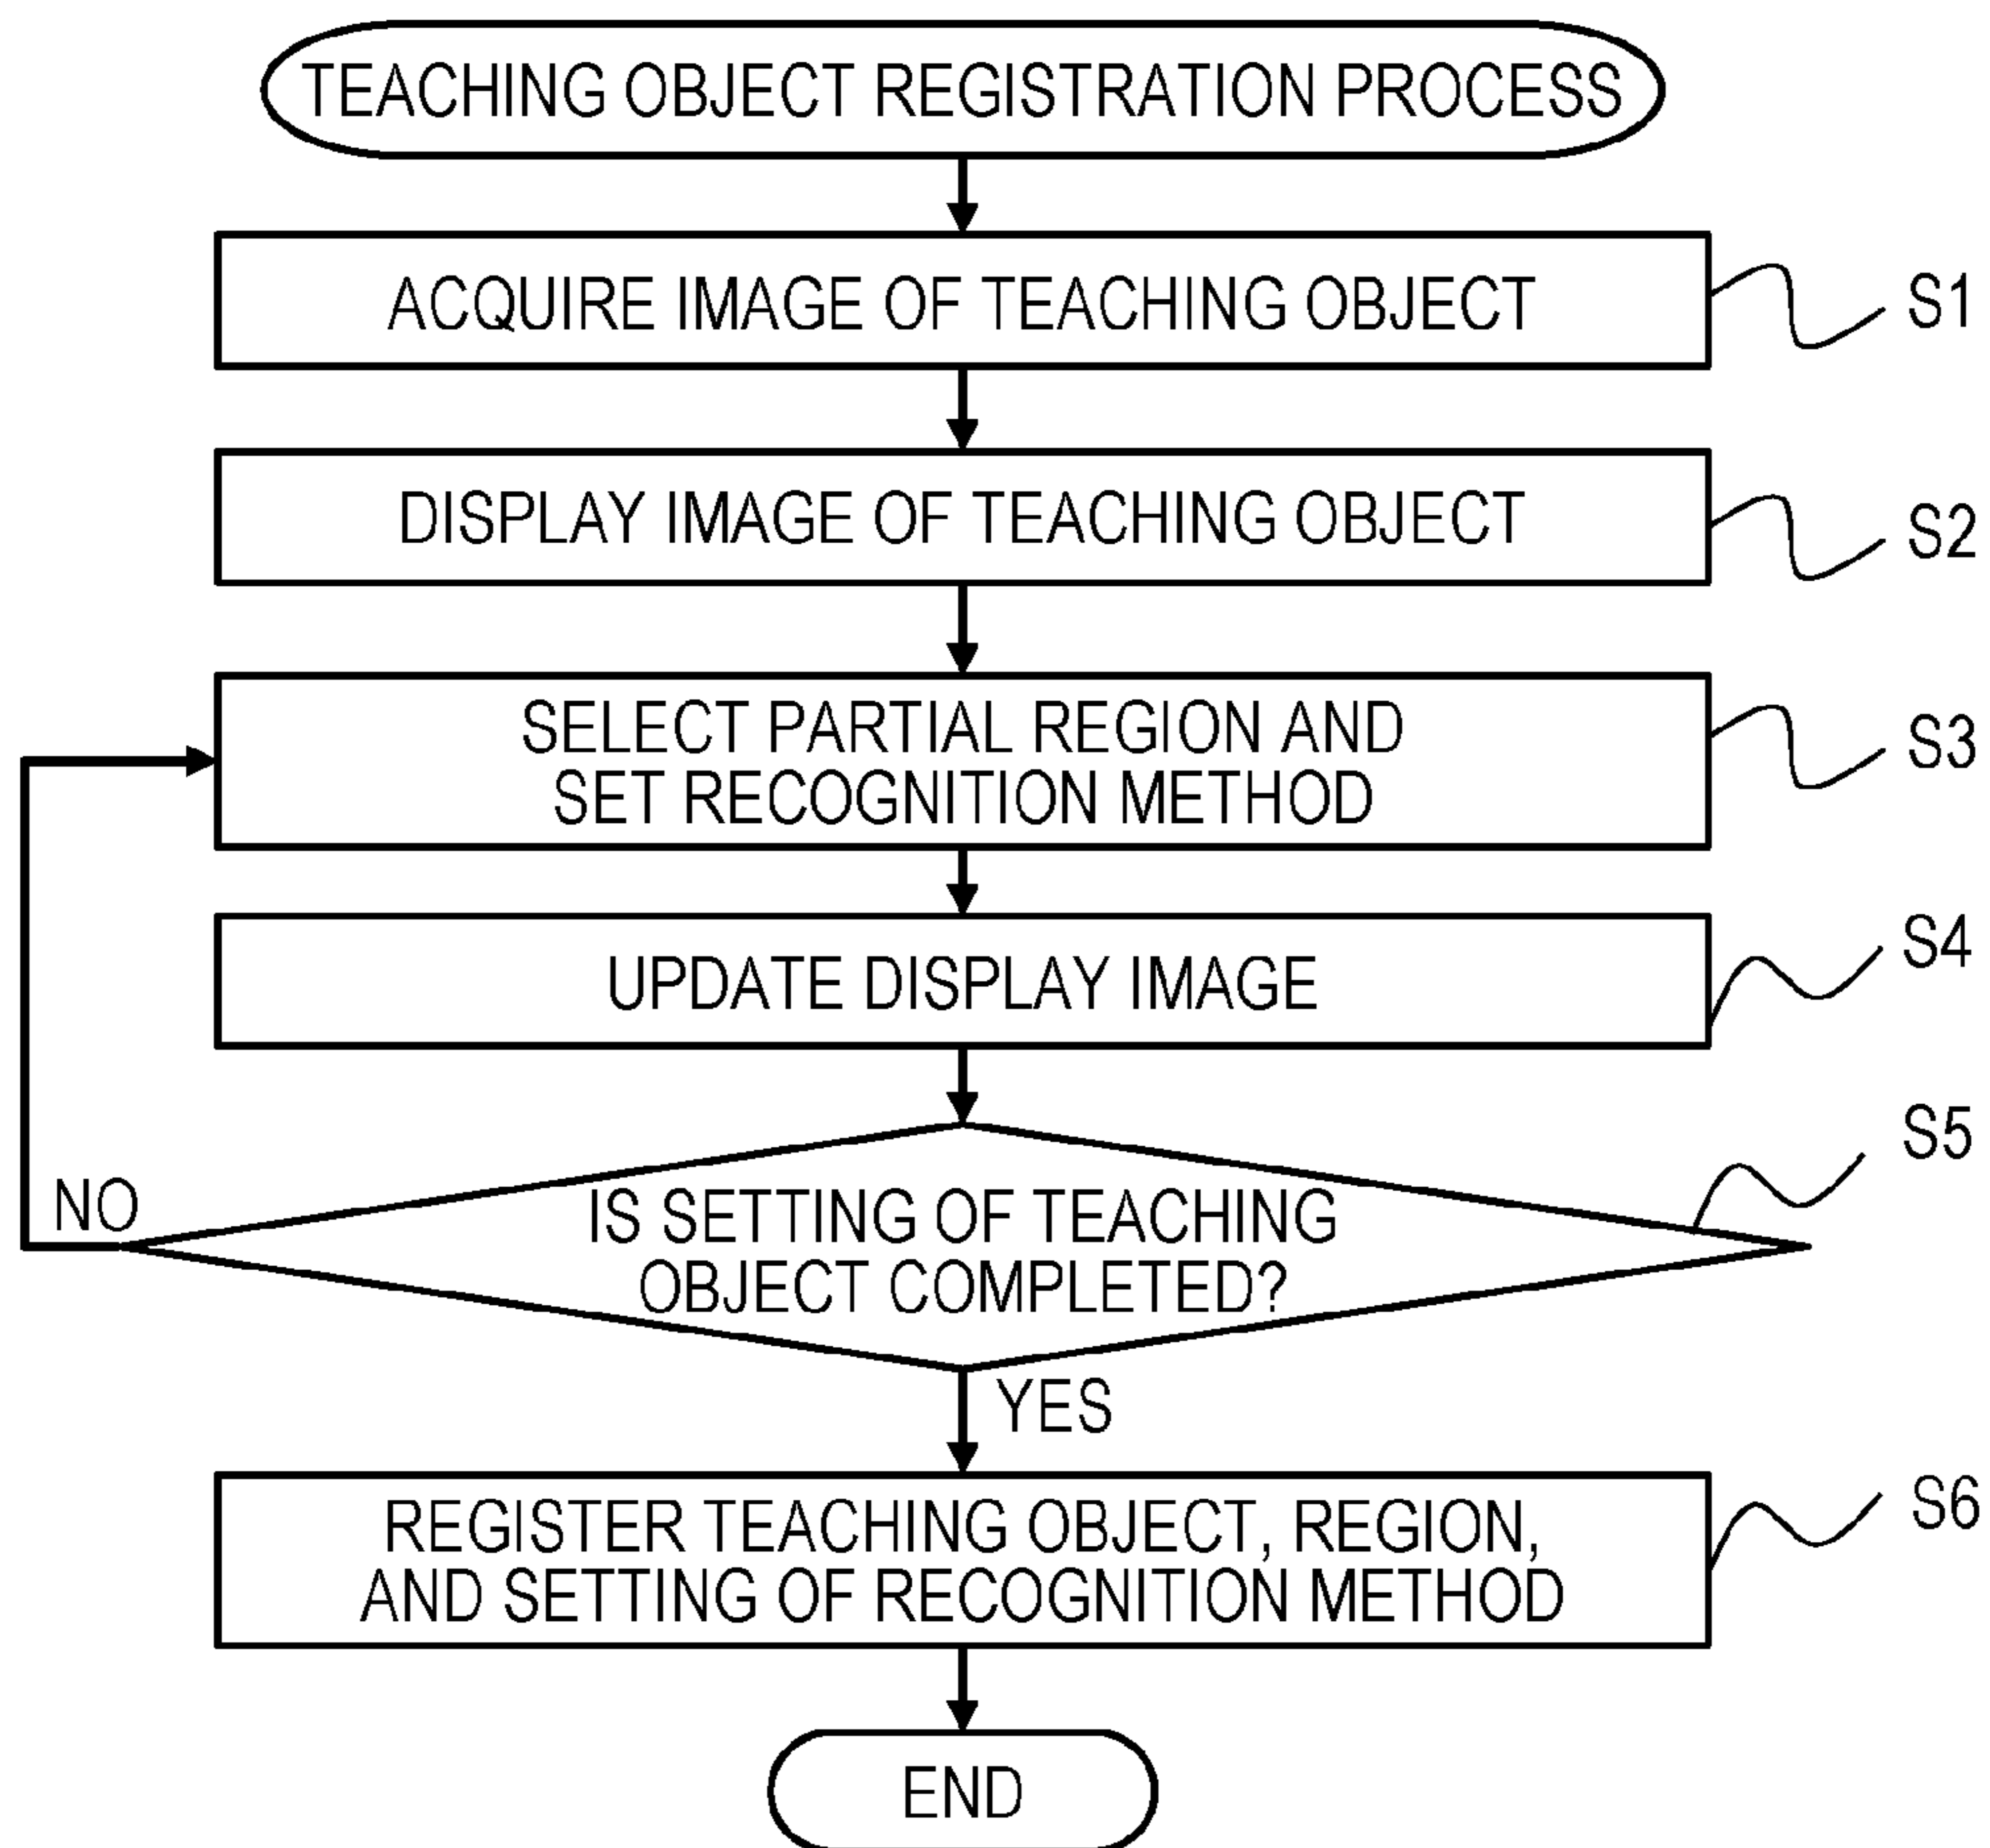 TEACHING OBJECT REGISTRATION PROCESS
ACQUIRE IMAGE OF TEACHING OBJECT
S1
DISPLAY IMAGE OF TEACHING OBJECT
S2
SELECT PARTIAL REGION AND
SET RECOGNITION METHOD
S3
UPDATE DISPLAY IMAGE
S4
IS SETTING OF TEACHING
OBJECT COMPLETED?
S5
NO
YES
REGISTER TEACHING OBJECT, REGION,
AND SETTING OF RECOGNITION METHOD
S6
END